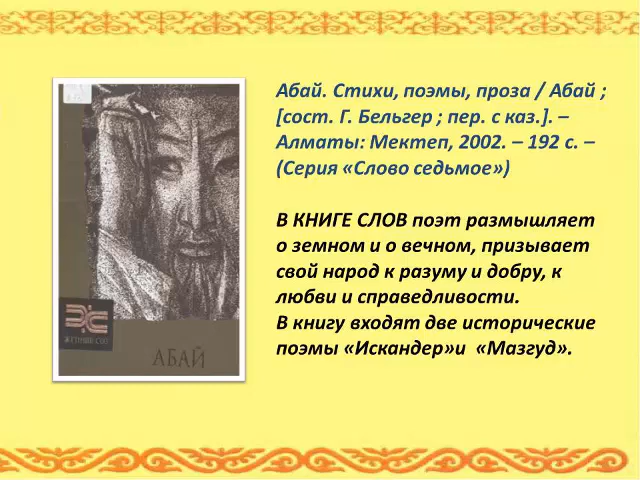 Абай. Стихи, поэмы, проза / Абай ;
[сост. Г. Бельгер ; пер. с каз.]. –
Алматы: Мектеп, 2002. – 192 с. –
(Серия «Слово седьмое»)
В КНИГЕ СЛОВ поэт размышляет
о земном и о вечном, призывает
свой народ к разуму и добру, к
любви и справедливости.
В книгу входят две исторические
поэмы «Искандер»и «Мазгуд».
АБАЙ